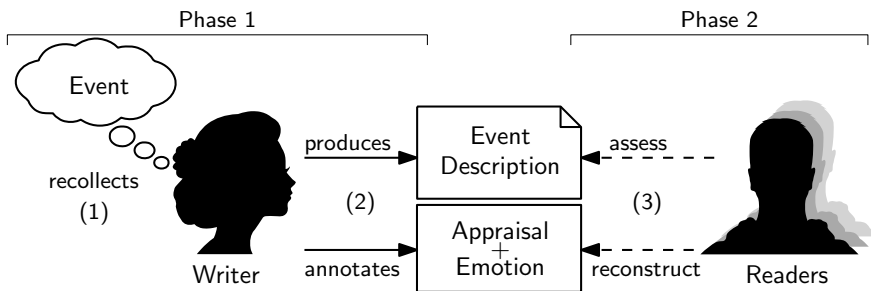 Phase 1
Phase 2
Event
produces
Event
Description
assess
recollects
(1)
(2)
(3)
Appraisal
+
Emotion
Writer
annotates
reconstruct
Readers